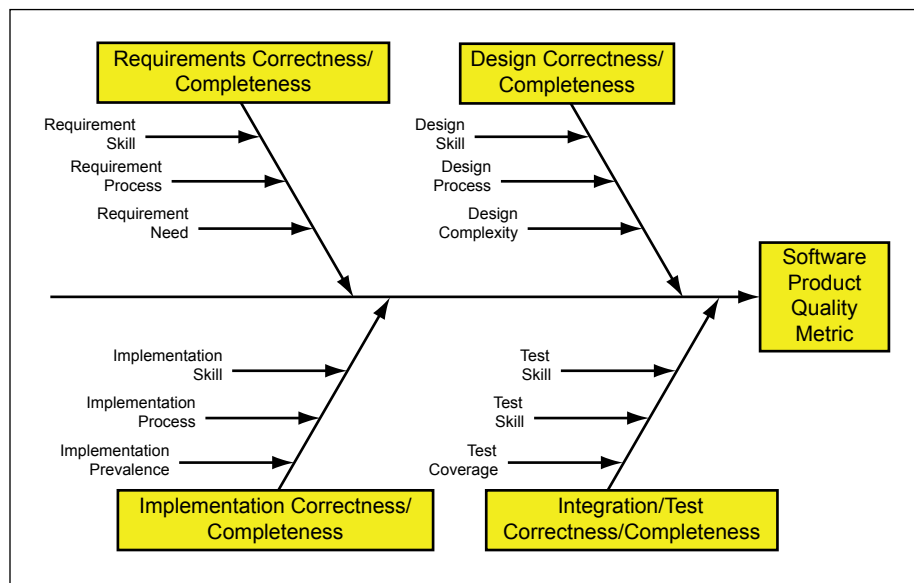 Requirements Correctness/
Completeness
Requirement
Skill
Requirement
Process
Requirement
Need
Design Correctness/
Completeness
Design
Skill
Design
Process
Design
Complexity
Software
Product
Quality
Metric
Implementation
Skill
Implementation
Process
Implementation
Prevalence
Implementation Correctness/
Completeness
Test
Skill
Test
Skill
Test
Coverage
Integration/Test
Correctness/Completeness